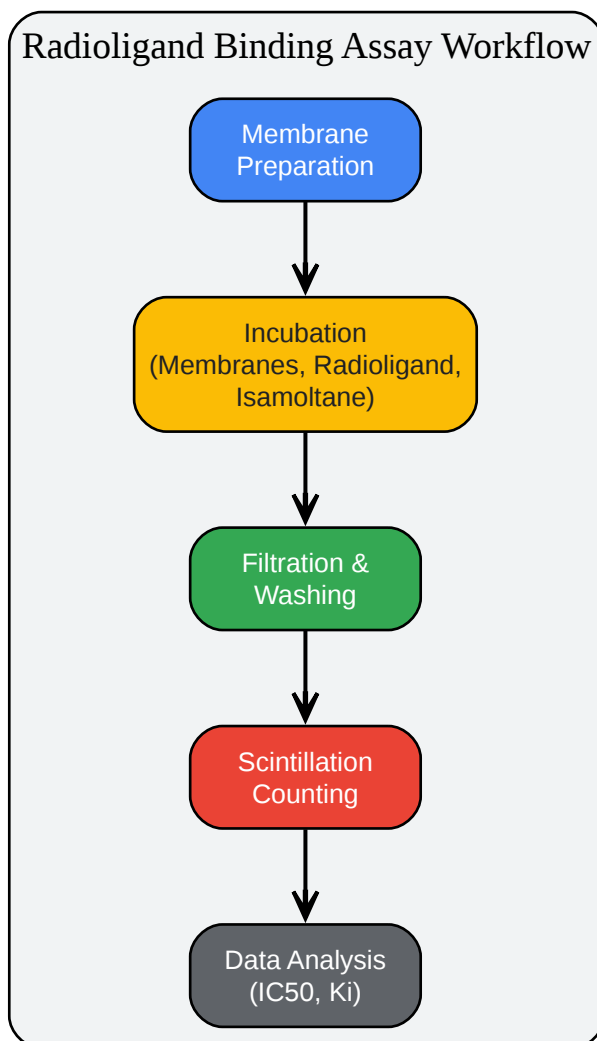 Radioligand Binding Assay Workflow
Membrane
Preparation
Incubation
(Membranes, Radioligand,
Isamoltane)
Filtration &
Washing
Scintillation
Counting
Data Analysis
(IC50, Ki)